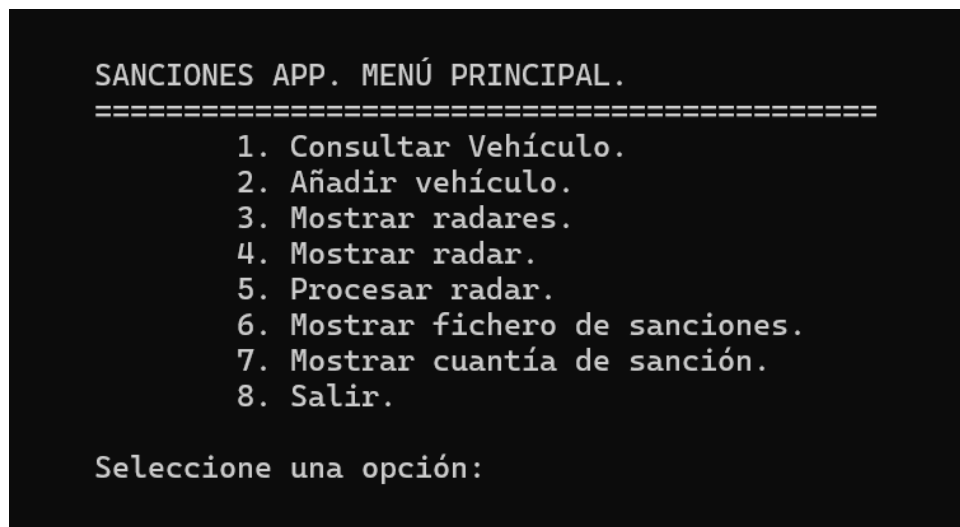 SANCIONES APP. MENÚ PRINCIPAL.
============================================
1. Consultar Vehículo.
2. Añadir vehículo.
3. Mostrar radares.
4. Mostrar radar.
5. Procesar radar.
6. Mostrar fichero de sanciones.
7. Mostrar cuantía de sanción.
8. Salir.
Seleccione una opción: